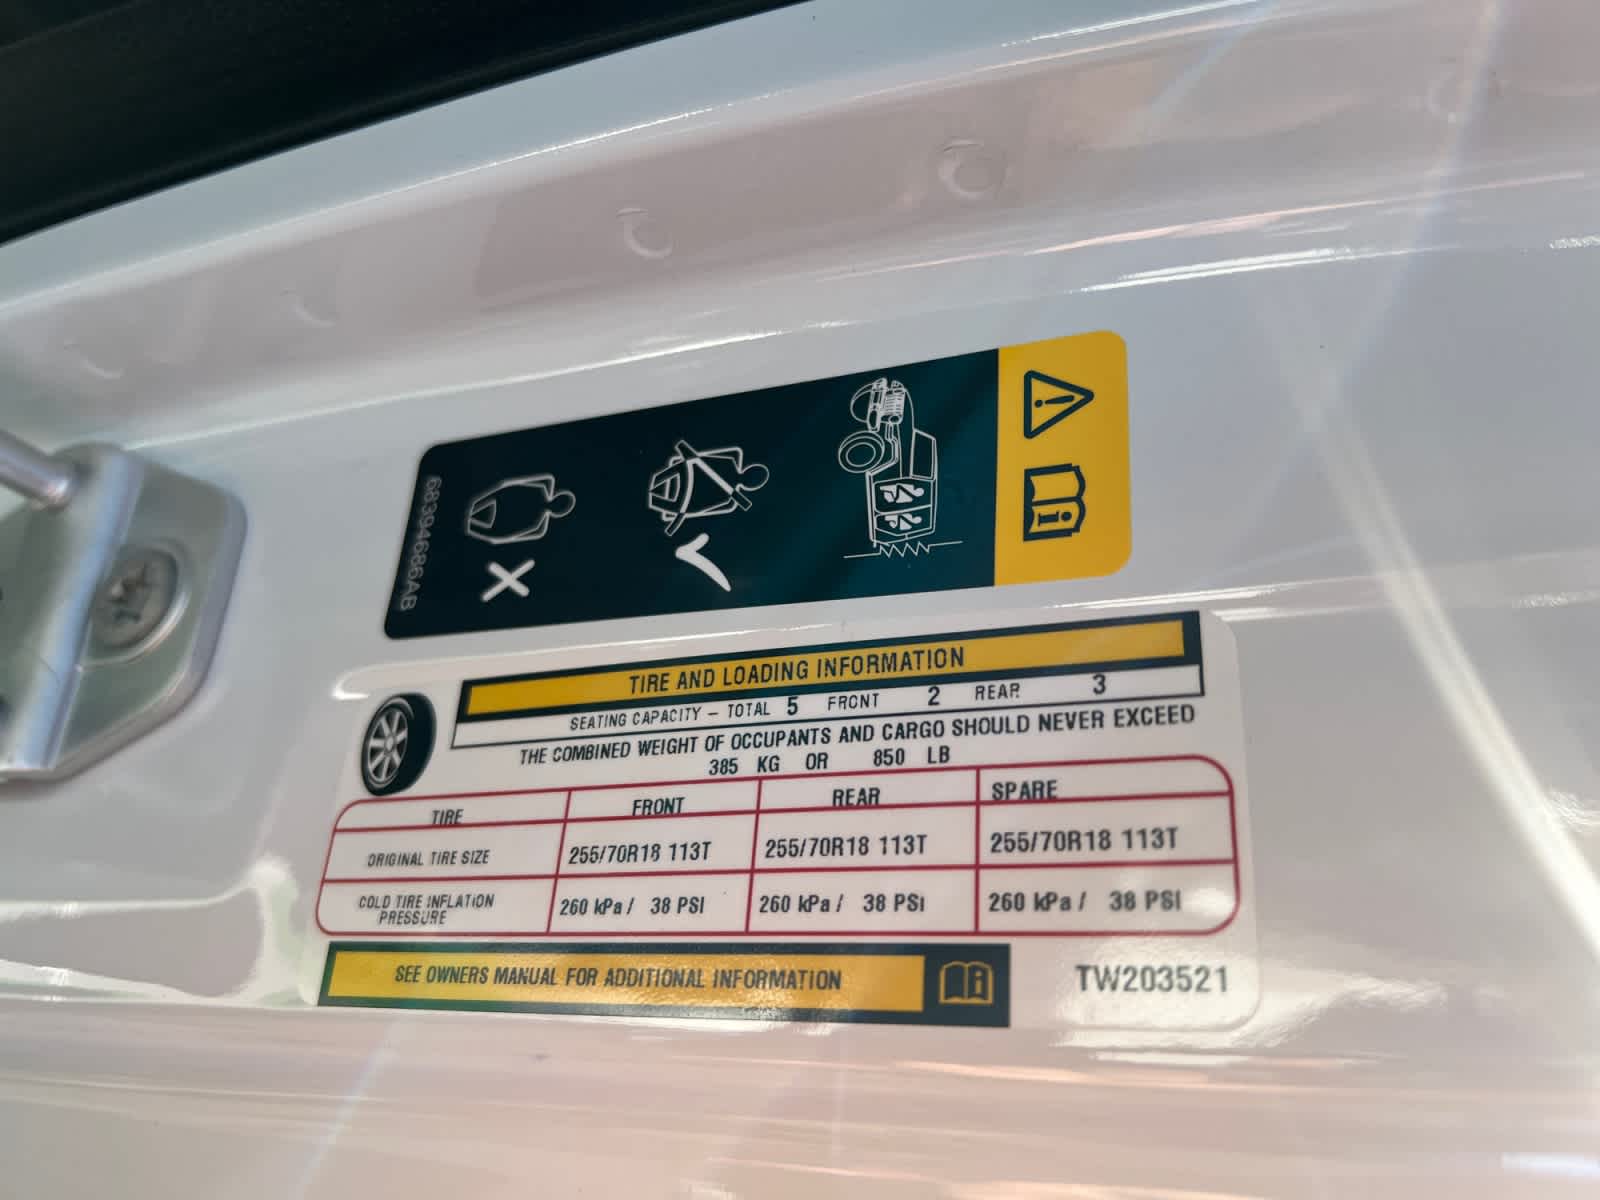 68394686AB
TIRE AND LOADING INFORMATION
SEATING CAPACITY – TOTAL 5 FRONT 2 REAR 3
THE COMBINED WEIGHT OF OCCUPANTS AND CARGO SHOULD NEVER EXCEED
385 KG OR 850 LB
TIRE FRONT REAR SPARE
ORIGINAL TIRE SIZE 255/70R18 113T 255/70R18 113T 255/70R18 113T
COLD TIRE INFLATION
PRESSURE 260 kPa / 38 PSI 260 kPa / 38 PSI 260 kPa / 38 PSI
SEE OWNERS MANUAL FOR ADDITIONAL INFORMATION
TW203521